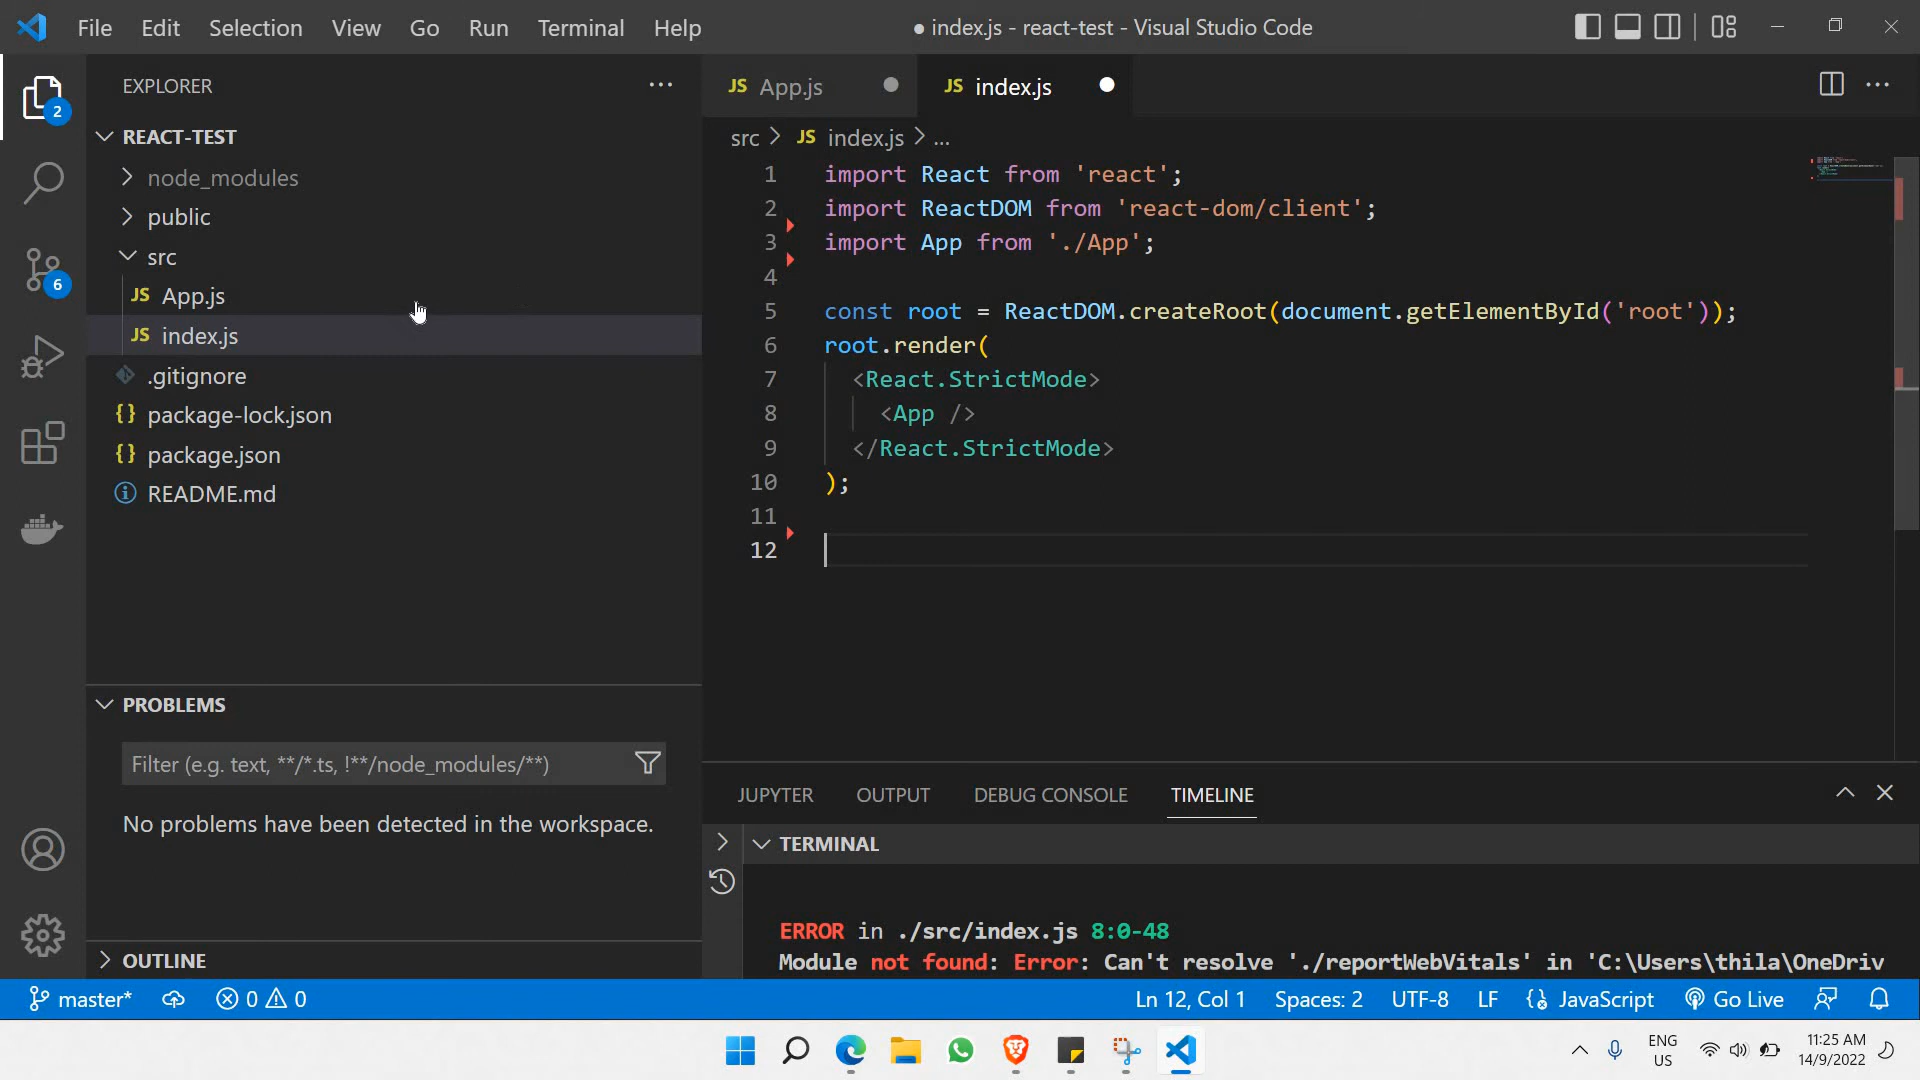 File Edit Selection View Go Run Terminal Help
● index.js - react-test - Visual Studio Code
EXPLORER ...
2
REACT-TEST
node_modules
public
src
JS App.js
JS index.js
.gitignore
{} package-lock.json
{} package.json
README.md
6
PROBLEMS
Filter (e.g. text, **/*.ts, !**/node_modules/**)
No problems have been detected in the workspace.
OUTLINE
JS App.js
JS index.js
src > JS index.js > ...
1 import React from 'react';
2 import ReactDOM from 'react-dom/client';
3 import App from './App';
4
5 const root = ReactDOM.createRoot(document.getElementById('root'));
6 root.render(
7 <React.StrictMode>
8 <App />
9 </React.StrictMode>
10 );
11
12
JUPYTER OUTPUT DEBUG CONSOLE TIMELINE
TERMINAL
ERROR in ./src/index.js 8:0-48
Module not found: Error: Can't resolve './reportWebVitals' in 'C:\Users\thila\OneDriv
master* 0 0 Ln 12, Col 1 Spaces: 2 UTF-8 LF {} JavaScript Go Live
ENG
US
11:25 AM
14/9/2022